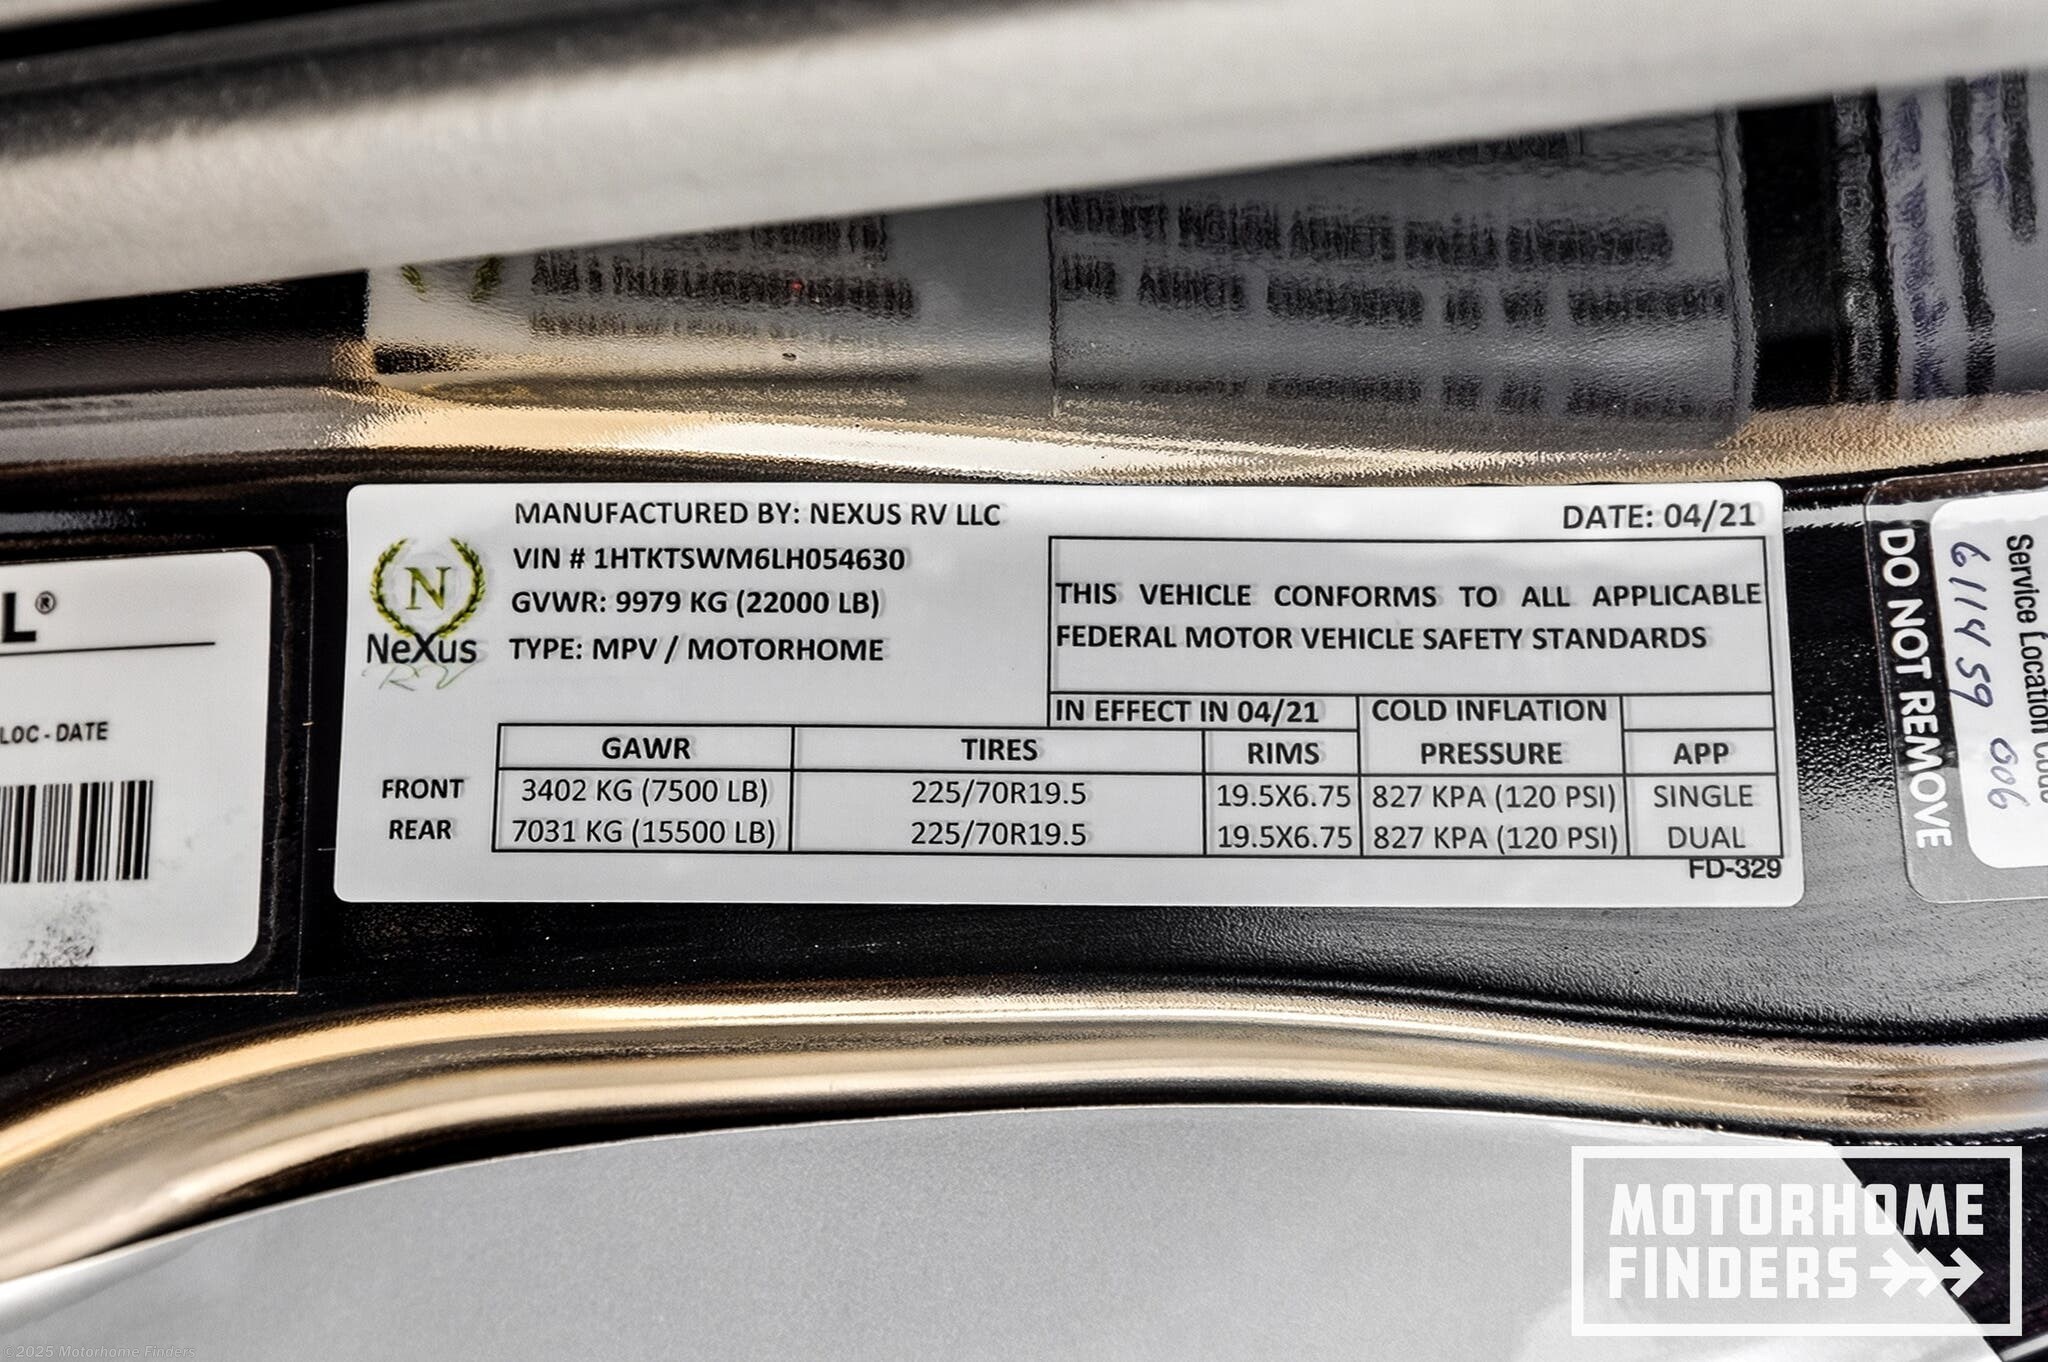 MANUFACTURED BY: NEXUS RV LLC
DATE: 04/21
VIN # 1HTKTSWM6LH054630
GVWR: 9979 KG (22000 LB)
TYPE: MPV / MOTORHOME
N
NeXus
RV
THIS VEHICLE CONFORMS TO ALL APPLICABLE
FEDERAL MOTOR VEHICLE SAFETY STANDARDS
IN EFFECT IN 04/21
COLD INFLATION
GAWR TIRES RIMS PRESSURE APP
FRONT 3402 KG (7500 LB) 225/70R19.5 19.5X6.75 827 KPA (120 PSI) SINGLE
REAR 7031 KG (15500 LB) 225/70R19.5 19.5X6.75 827 KPA (120 PSI) DUAL
FD-329
L®
LOC - DATE
DO NOT REMOVE
Service Location Code
611459 006
MOTORHOME
FINDERS
©2025 Motorhome Finders